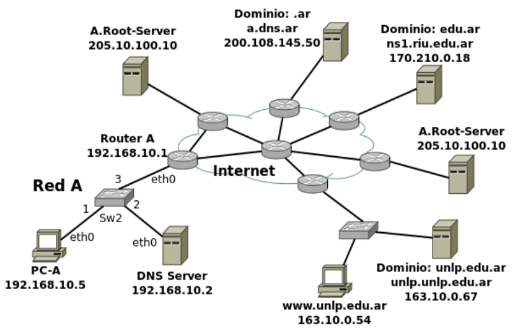 Dominio: .ar
a.dns.ar
200.108.145.50
A.Root-Server
205.10.100.10
Dominio: edu.ar
ns1.riu.edu.ar
170.210.0.18
Router A
192.168.10.1
A.Root-Server
205.10.100.10
Internet
3
eth0
Red A
1
2
Sw2
eth0
eth0
PC-A
192.168.10.5
DNS Server
192.168.10.2
Dominio: unlp.edu.ar
unlp.unlp.edu.ar
163.10.0.67
www.unlp.edu.ar
163.10.0.54